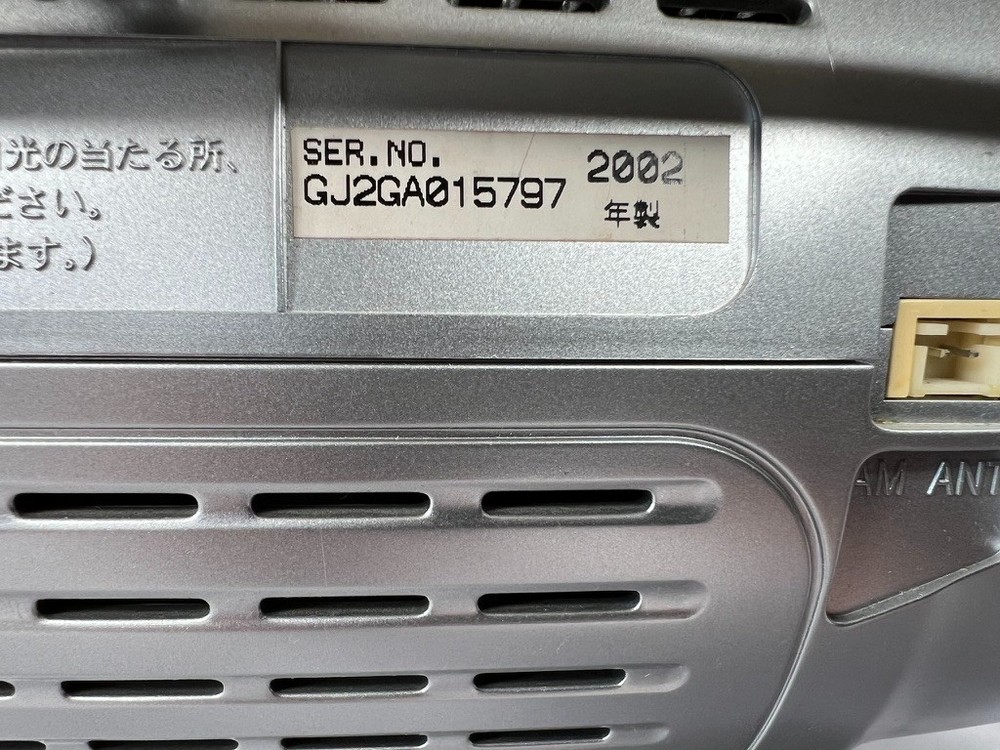 光の当たる所、
ださい。
ます。)
SER.NO.
GJ2GA015797
2002
年製
AM ANT